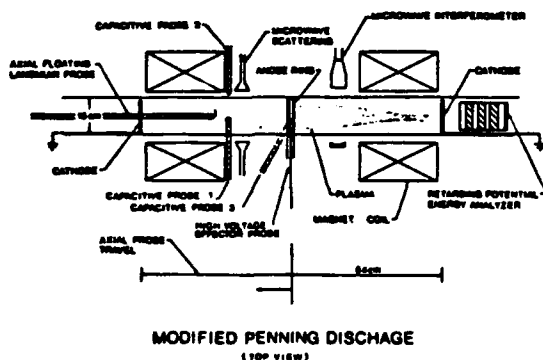 CAPACITIVE PROBE 2
MICROWAVE
SCATTERING
MICROWAVE INTERFEROMETER
AXIAL FLOATING
LANGMUIR PROBE
ANODE RING
CATHODE
CATHODE
CAPACITIVE PROBE 1
CAPACITIVE PROBE 3
HIGH VOLTAGE
EFFECTOR PROBE
PLASMA
MAGNET COIL
RETARDING POTENTIAL
ENERGY ANALYZER
AXIAL PROBE
TRAVEL
MODIFIED PENNING DISCHARGE
(TOP VIEW)